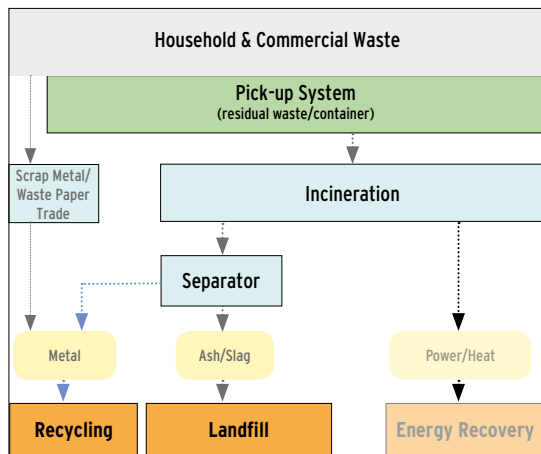 Household & Commercial Waste
Pick-up System
(residual waste/container)
Scrap Metal/
Waste Paper
Trade
Incineration
Separator
Metal
Ash/Slag
Power/Heat
Recycling
Landfill
Energy Recovery